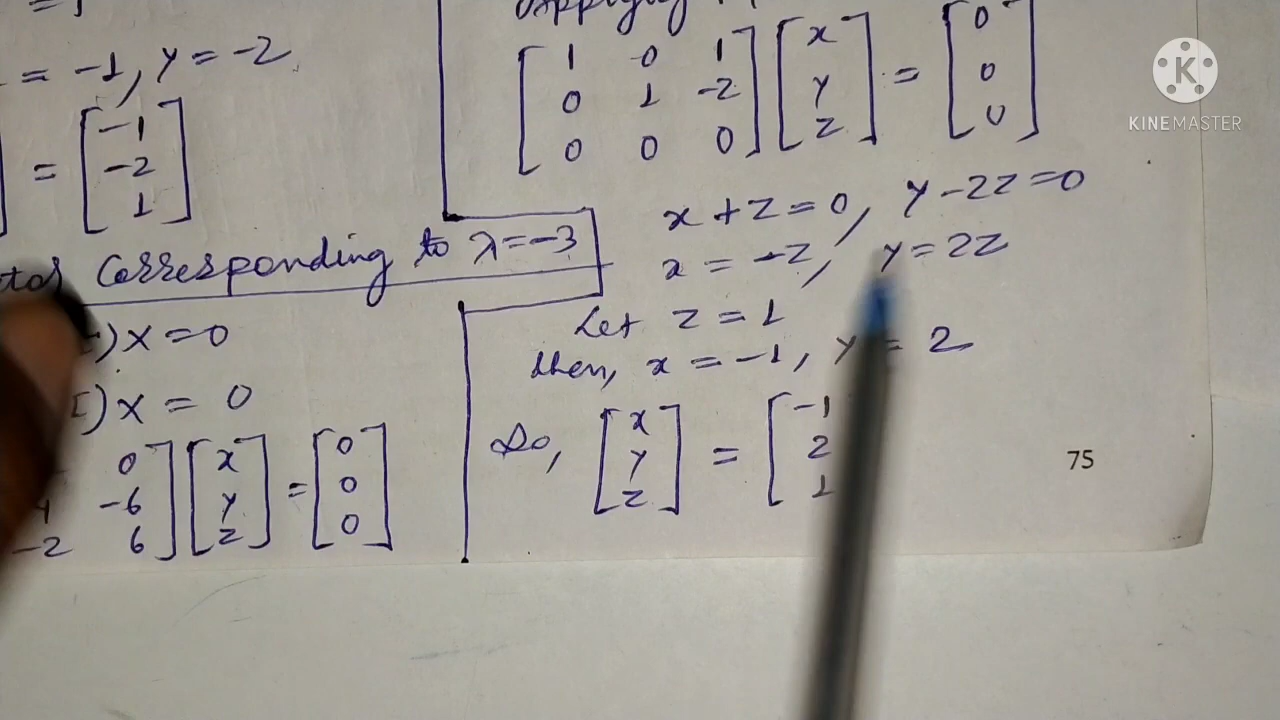 = -1, y = -2
= [ -1
-2
1 ]
Corresponding to λ = -3
) x = 0
) x = 0
0
-6
-2 6 ] [ x
y
z ] = [ 0
0
0 ]
[ 1 0 1
0 1 -2
0 0 0 ] [ x
y
z ] = [ 0
0
0 ]
x + z = 0, y - 2z = 0
x = -z, y = 2z
Let z = 1
then, x = -1, y = 2
So, [ x
y
z ] = [ -1
2
1 ]
75
KINEMASTER